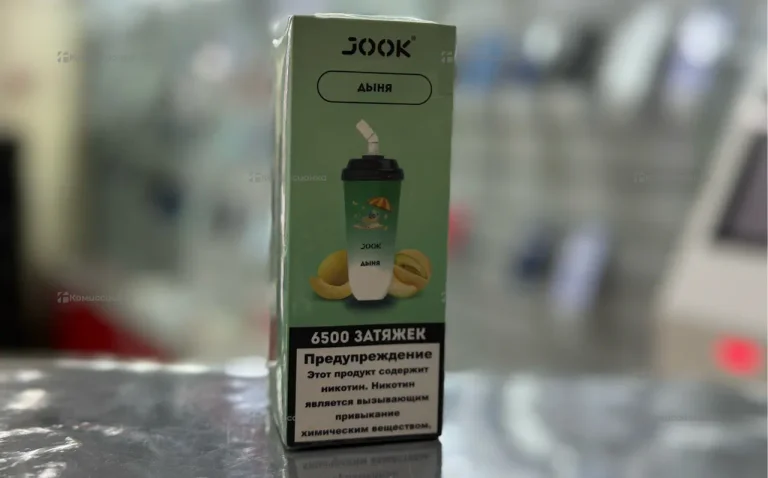 JOOK®
ДЫНЯ
JOOK
ДЫНЯ
6500 ЗАТЯЖЕК
Предупреждение
Этот продукт содержит
никотин. Никотин
является вызывающим
привыкание
химическим веществом.